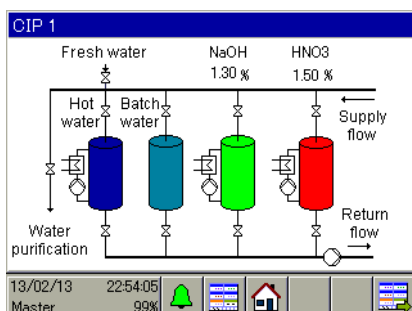 CIP 1
Fresh water
NaOH
HNO3
1.30 %
1.50 %
Hot water
Batch water
Supply flow
Water purification
Return flow
13/02/13
22:54:05
Master
99%